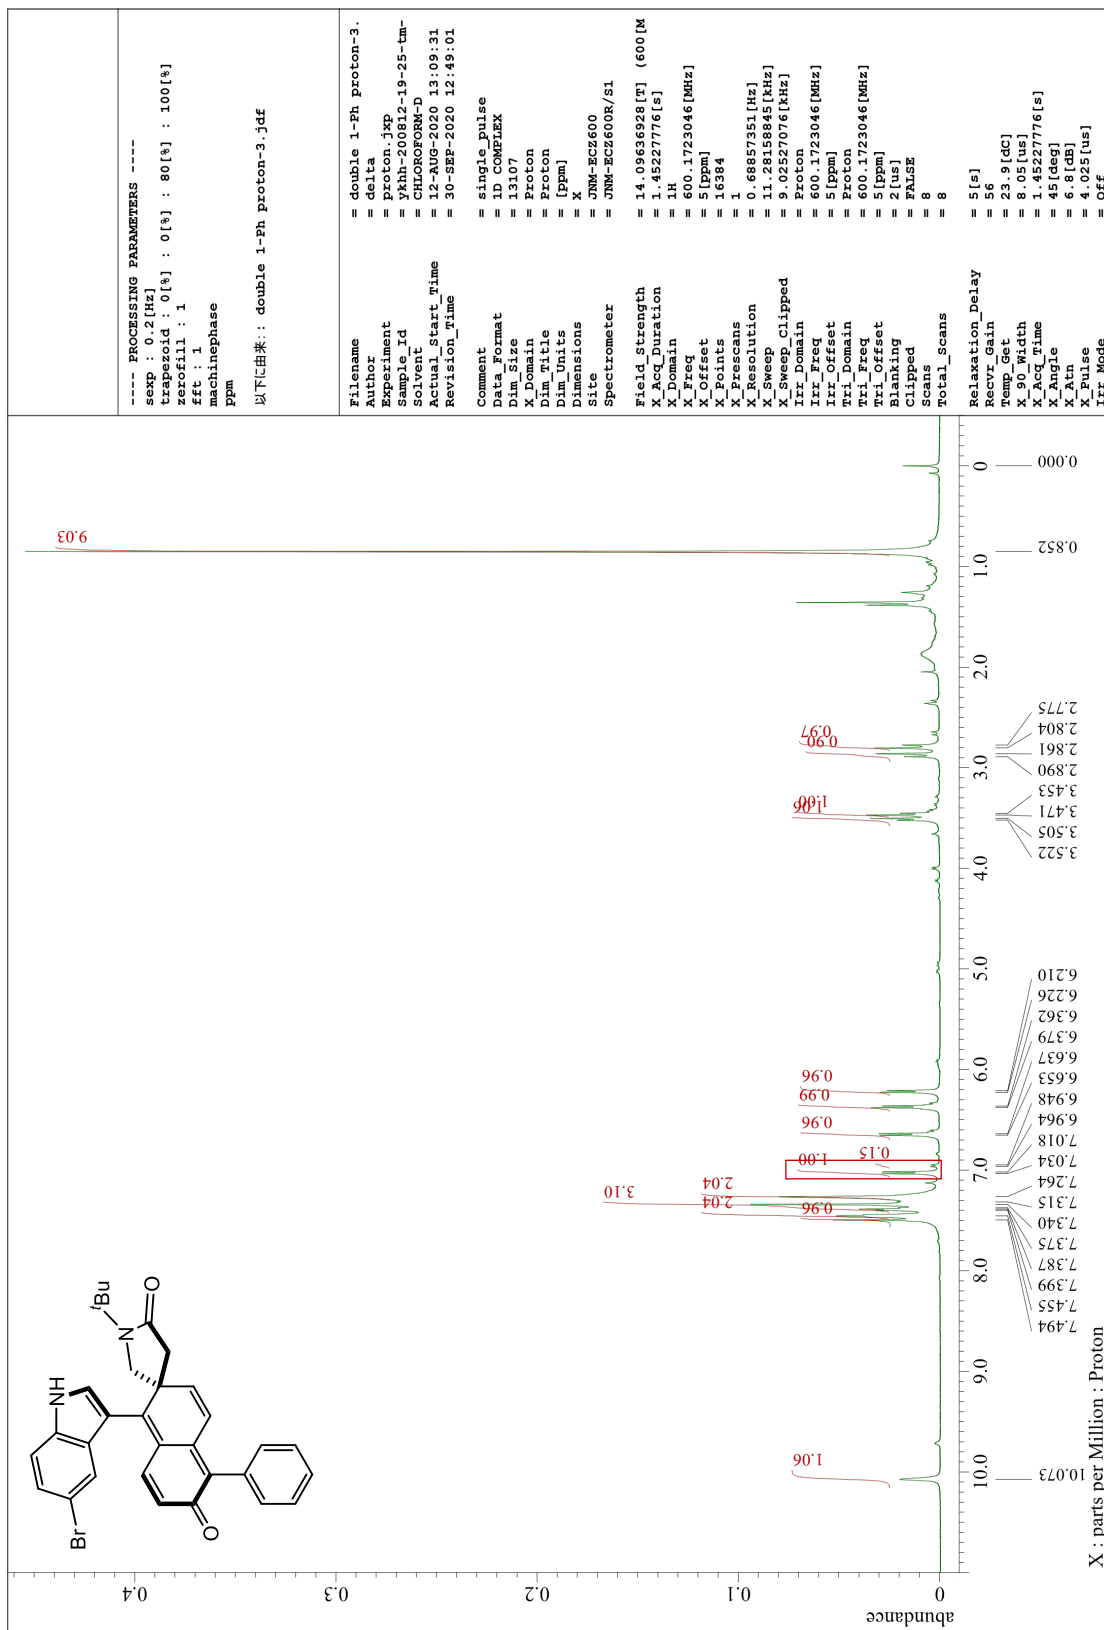 ---- PROCESSING PARAMETERS ----
sexp : 0.2[Hz]
trapezoid : 0[%] : 0[%] : 80[%] : 100[%]
zerofill : 1
fft : 1
machinephase
ppm
以下に由来:: double 1-Ph proton-3.jdf
Filename = double 1-Ph proton-3.
Author = delta
Experiment = proton.jxp
Sample_Id = ykhh-200812-19-25-tm-
Solvent = CHLOROFORM-D
Actual_Start_Time = 12-AUG-2020 13:09:31
Revision_Time = 30-SEP-2020 12:49:01
Comment = single_pulse
Data_Format = 1D COMPLEX
Dim_Size = 13107
X_Domain = Proton
Dim_Title = Proton
Dim_Units = [ppm]
Dimensions = X
Site = JNM-ECZ600
Spectrometer = JNM-ECZ600R/S1
Field_Strength = 14.09636928[T] (600[M
X_Acq_Duration = 1.45227776[s]
X_Domain = 1H
X_Freq = 600.1723046[MHz]
X_Offset = 5[ppm]
X_Points = 16384
X_Prescans = 1
X_Resolution = 0.68857351[Hz]
X_Sweep = 11.28158845[kHz]
X_Sweep_Clipped = 9.02527076[kHz]
Irr_Domain = Proton
Irr_Freq = 600.1723046[MHz]
Irr_Offset = 5[ppm]
Tri_Domain = Proton
Tri_Freq = 600.1723046[MHz]
Tri_Offset = 5[ppm]
Blanking = 2[us]
Clipped = FALSE
Scans = 8
Total_Scans = 8
Relaxation_Delay = 5[s]
Recvr_Gain = 56
Temp_Get = 23.9[dC]
X_90_Width = 8.05[us]
X_Acq_Time = 1.45227776[s]
X_Angle = 45[deg]
X_Atn = 6.8[dB]
X_Pulse = 4.025[us]
Irr_Mode = Off
Br
NH
N
tBu
O
O
abundance
0 0.1 0.2 0.3 0.4
1.06
0.96
2.04
3.10
2.04
1.00
0.15
0.96
0.99
0.96
1.06
1.00
0.90
0.97
9.03
10.0 9.0 8.0 7.0 6.0 5.0 4.0 3.0 2.0 1.0 0
10.073
7.494
7.455
7.399
7.387
7.375
7.340
7.315
7.264
7.034
7.018
6.964
6.948
6.653
6.637
6.379
6.362
6.226
6.210
3.522
3.505
3.471
3.453
2.890
2.861
2.804
2.775
0.852
0.000
X : parts per Million : Proton